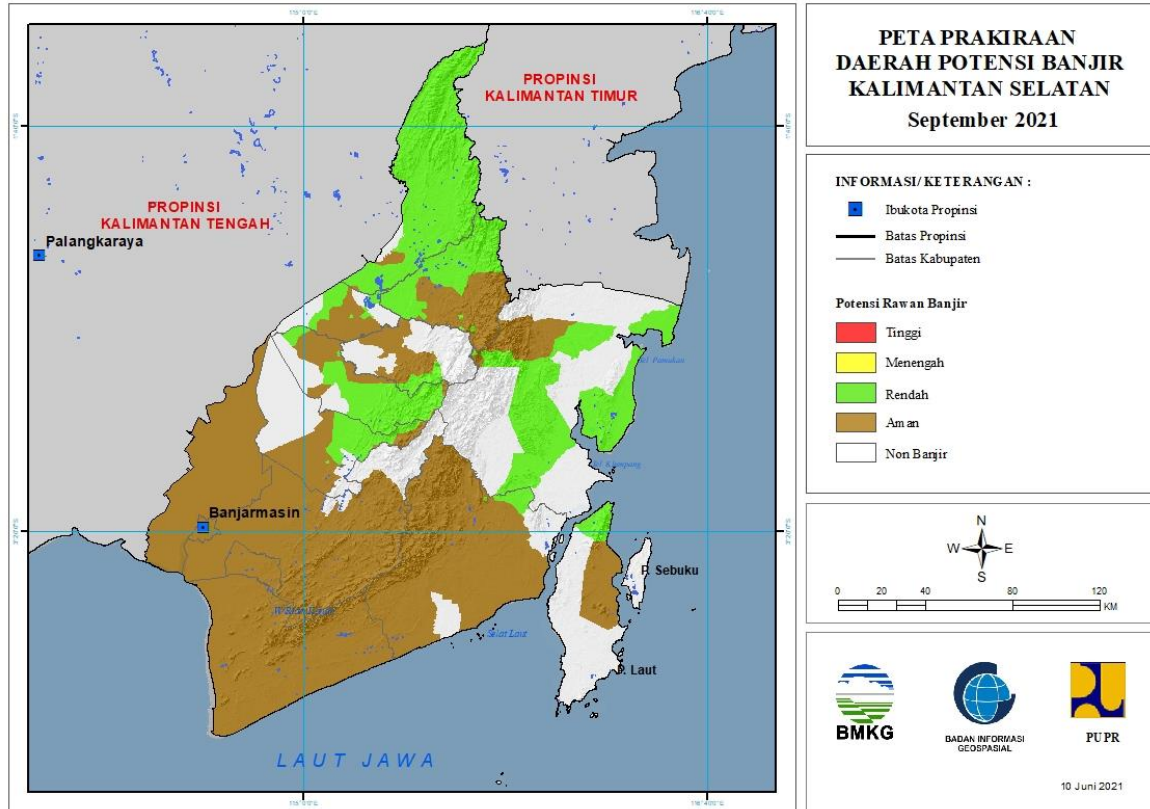 PETA PRAKIRAAN
DAERAH POTENSI BANJIR
KALIMANTAN SELATAN
September 2021
INFORMASI/ KETERANGAN :
Ibukota Propinsi
Batas Propinsi
Batas Kabupaten
Potensi Rawan Banjir
Tinggi
Menengah
Rendah
Aman
Non Banjir
N
W E
S
0 20 40 80 120
KM
BMKG
BADAN INFORMASI
GEOSPASIAL
PUPR
10 Juni 2021
PROPINSI
KALIMANTAN TIMUR
PROPINSI
KALIMANTAN TENGAH
Palangkaraya
Banjarmasin
P. Sebuku
Selat Laut
P. Laut
LAUT JAWA